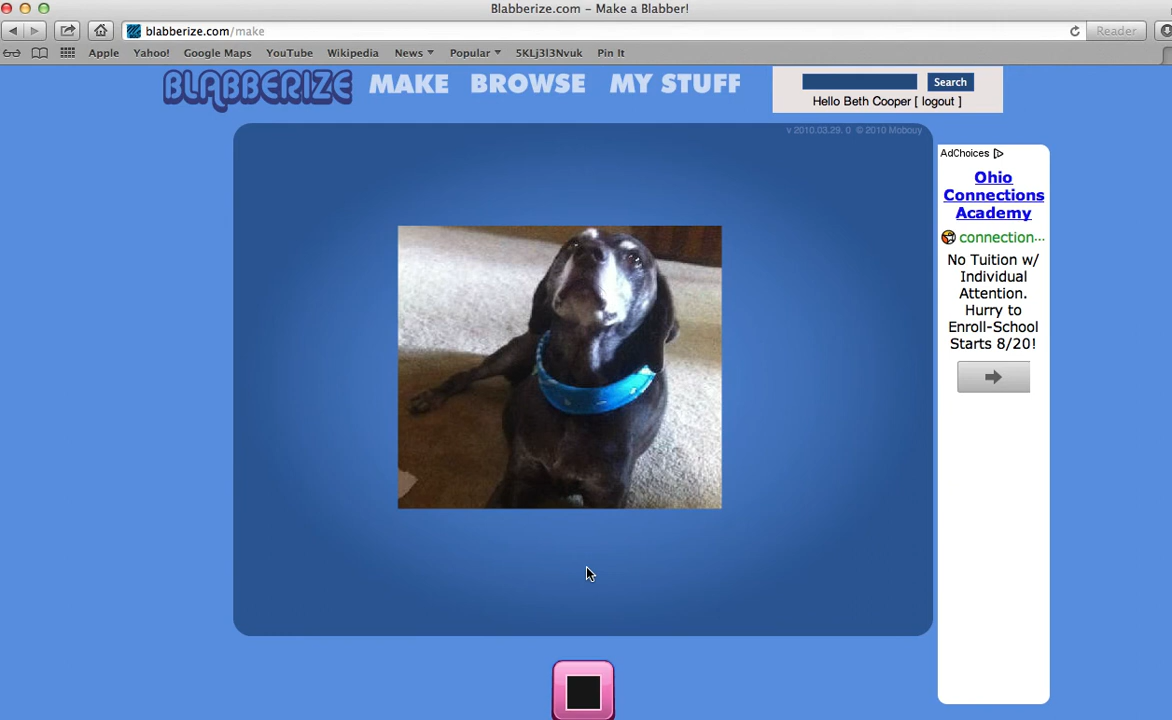 Blabberize.com – Make a Blabber!
blabberize.com/make
Reader
Apple Yahoo! Google Maps YouTube Wikipedia News Popular 5KLj3I3Nvuk Pin It
BLABBERIZE MAKE BROWSE MY STUFF
Search
Hello Beth Cooper [ logout ]
v 2010.03.29. 0 © 2010 Mobouy
AdChoices
Ohio
Connections
Academy
connection...
No Tuition w/
Individual
Attention.
Hurry to
Enroll-School
Starts 8/20!